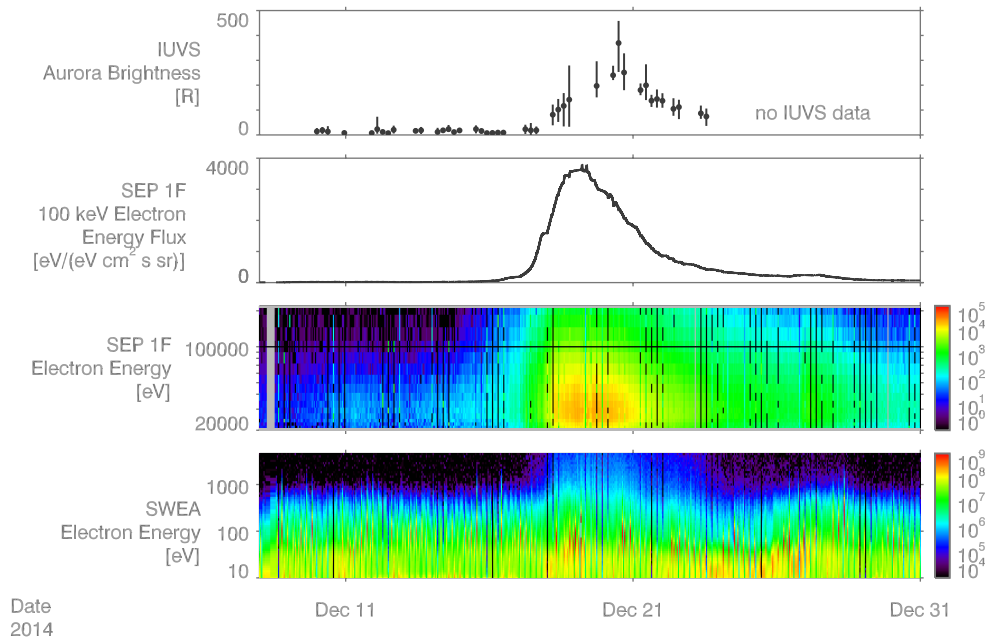 500
IUVS
Aurora Brightness
[R]
0
no IUVS data
4000
SEP 1F
100 keV Electron
Energy Flux
[eV/(eV cm² s sr)]
0
SEP 1F
Electron Energy
[eV]
100000
20000
10⁵
10⁴
10³
10²
10¹
10⁰
10
SWEA
Electron Energy
[eV]
1000
100
10
10⁹
10⁸
10⁷
10⁶
10⁵
10⁴
10
Date
2014
Dec 11
Dec 21
Dec 31